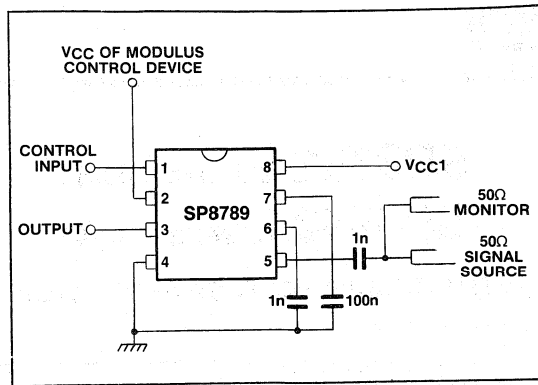 VCC OF MODULUS
CONTROL DEVICE
CONTROL
INPUT
OUTPUT
1
2
3
4
SP8789
8
7
6
5
VCC1
50Ω
MONITOR
50Ω
SIGNAL
SOURCE
1n
1n
100n